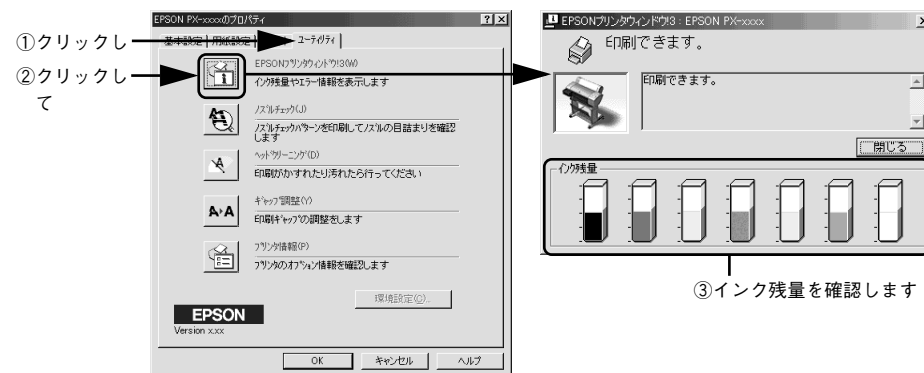 EPSON PX-xxxxのプロパティ
基本設定 用紙設定 ユーティリティ
①クリックし
②クリックし
て
EPSONプリンタウィンドウ!3(W)
インク残量やエラー情報を表示します
ノズルチェック(J)
ノズルチェックパターンを印刷してノズルの目詰まりを確認
します
ヘッドクリーニング(D)
印刷がかすれたり汚れたら行ってください
ギャップ調整(Y)
印刷ギャップの調整をします
プリンタ情報(P)
プリンタのオプション情報を確認します
環境設定(O)...
EPSON
Version x.xx
OK キャンセル ヘルプ
EPSONプリンタウィンドウ!3 : EPSON PX-xxxx
印刷できます。
印刷できます。
閉じる
インク残量
③インク残量を確認します